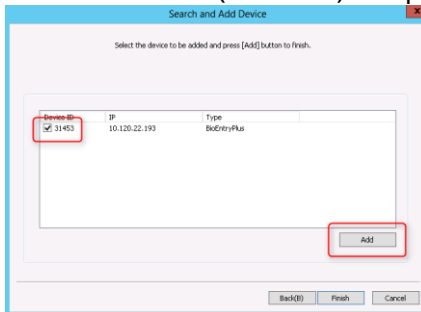 Search and Add Device
x
Select the device to be added and press [Add] button to finish.
Device ID IP Type
31453 10.120.22.193 BioEntryPlus
Add
Back(B) Finish Cancel